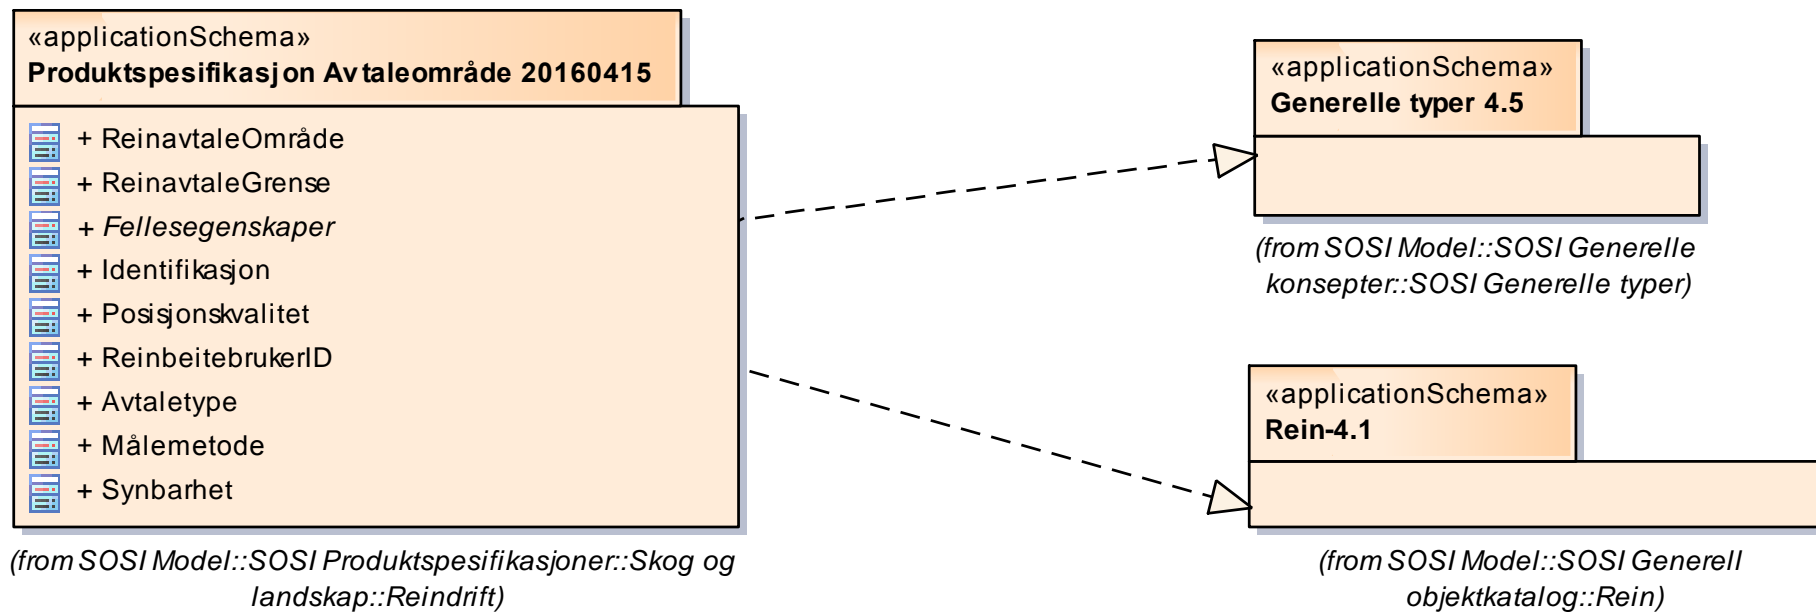 «applicationSchema»
Produktspesifikasjon Avtaleområde 20160415
+ ReinavtaleOmråde
+ ReinavtaleGrense
+ Fellesegenskaper
+ Identifikasjon
+ Posisjonskvalitet
+ ReinbeitebrukerID
+ Avtaletype
+ Målemetode
+ Synbarhet
(from SOSI Model::SOSI Produktspesifikasjoner::Skog og
landskap::Reindrift)
«applicationSchema»
Generelle typer 4.5
(from SOSI Model::SOSI Generelle
konsepter::SOSI Generelle typer)
«applicationSchema»
Rein-4.1
(from SOSI Model::SOSI Generell
objektkatalog::Rein)